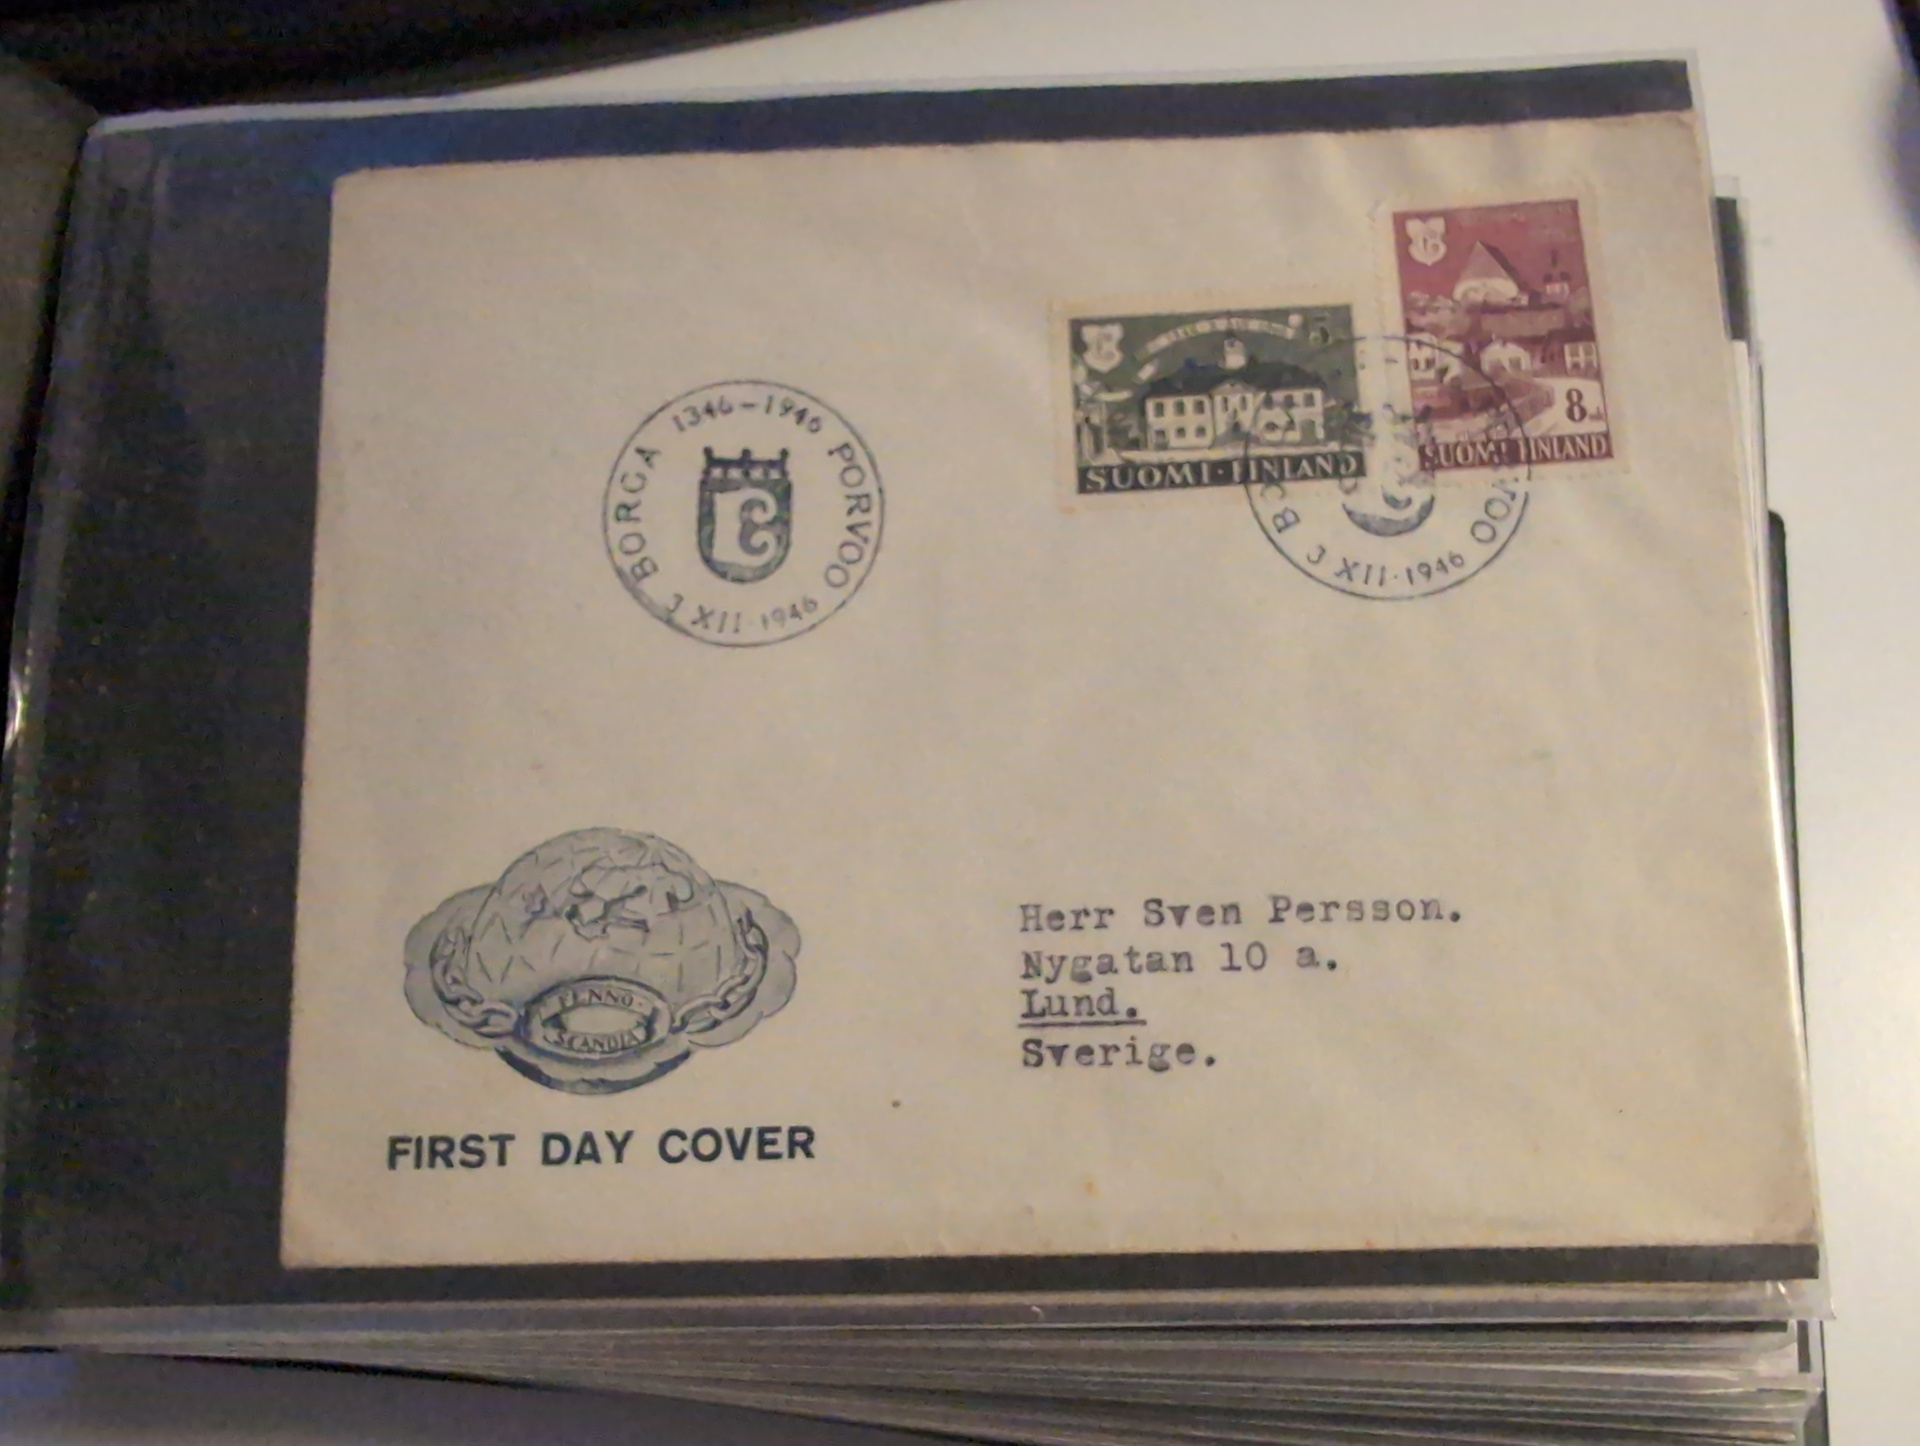 BORGÅ 1346-1946 PORVOO
3 XII·1946
5
SUOMI·FINLAND
8 mk
SUOMI FINLAND
3 XII·1946
FENNO-
SCANDIA
FIRST DAY COVER
Herr Sven Persson.
Nygatan 10 a.
Lund.
Sverige.